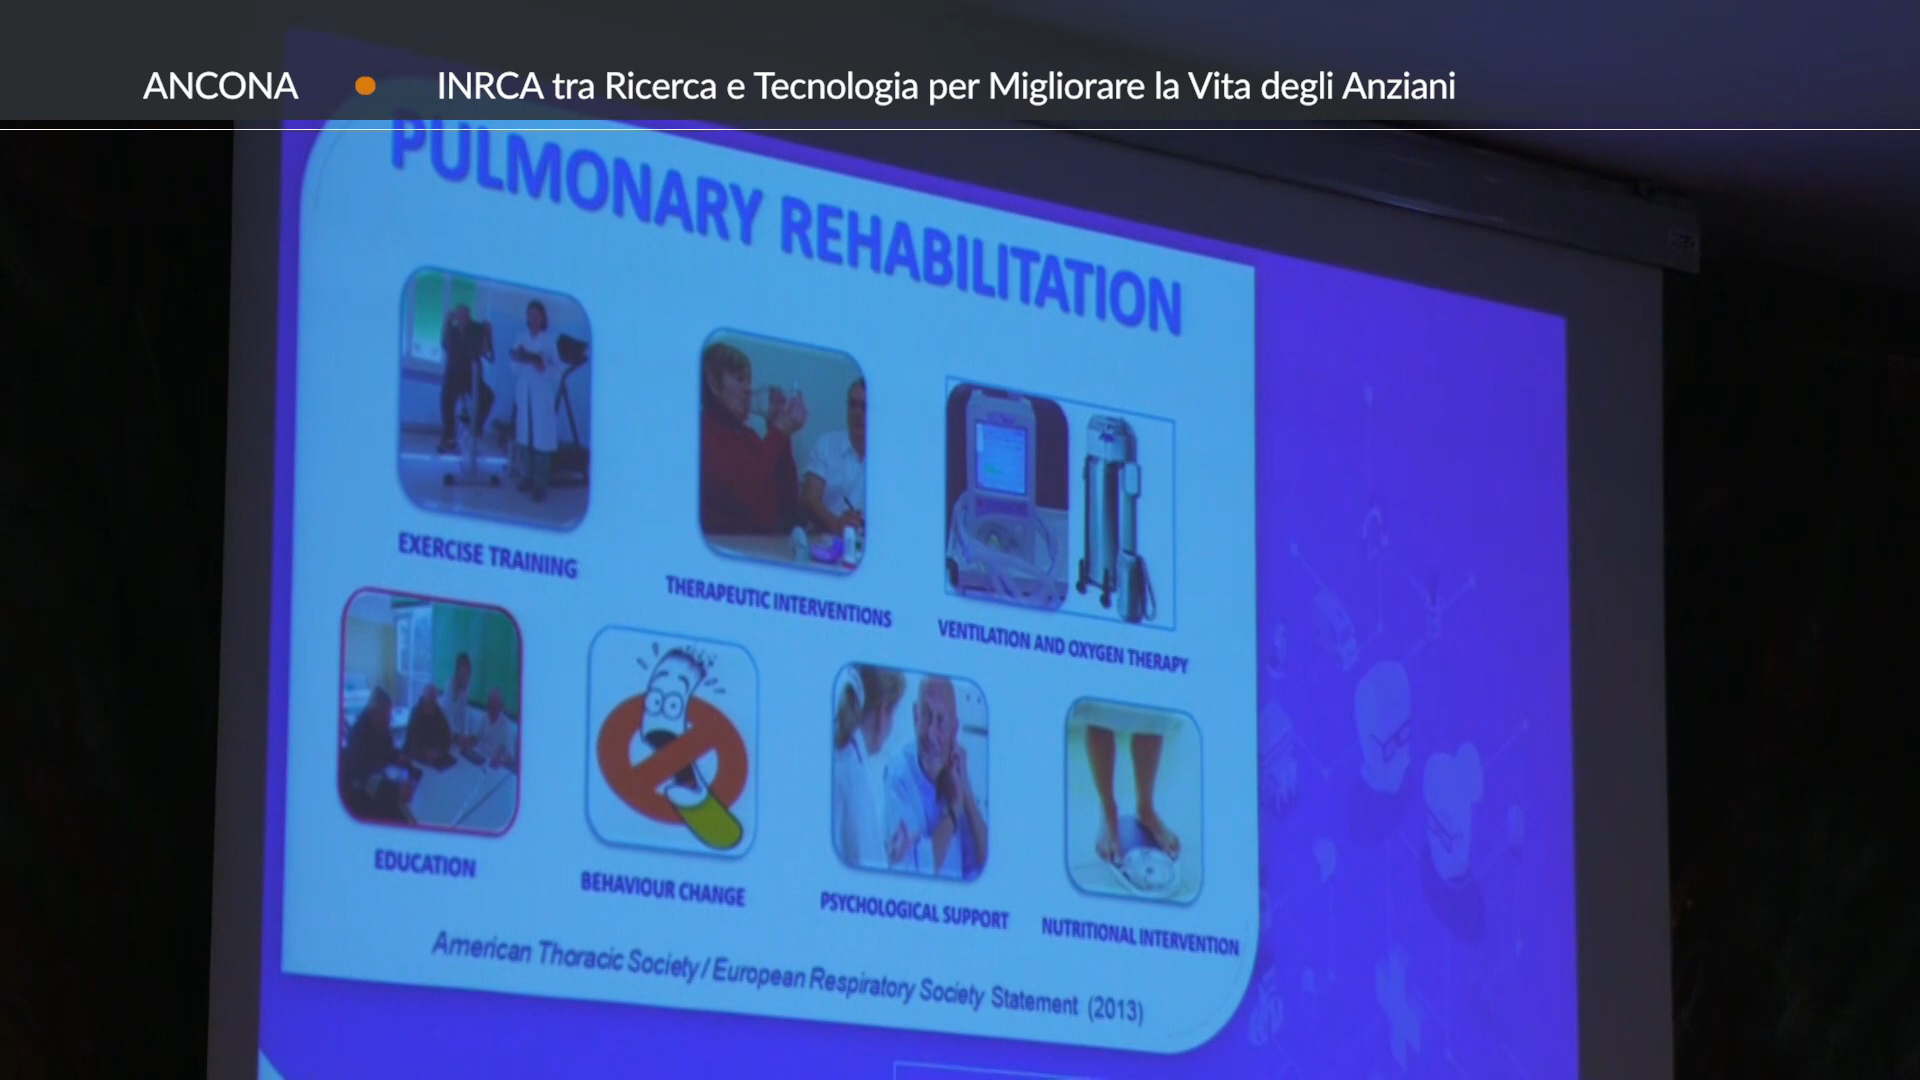 ANCONA
INRCA tra Ricerca e Tecnologia per Migliorare la Vita degli Anziani
PULMONARY REHABILITATION
EXERCISE TRAINING
THERAPEUTIC INTERVENTIONS
VENTILATION AND OXYGEN THERAPY
EDUCATION
BEHAVIOUR CHANGE
PSYCHOLOGICAL SUPPORT
NUTRITIONAL INTERVENTION
American Thoracic Society / European Respiratory Society Statement (2013)